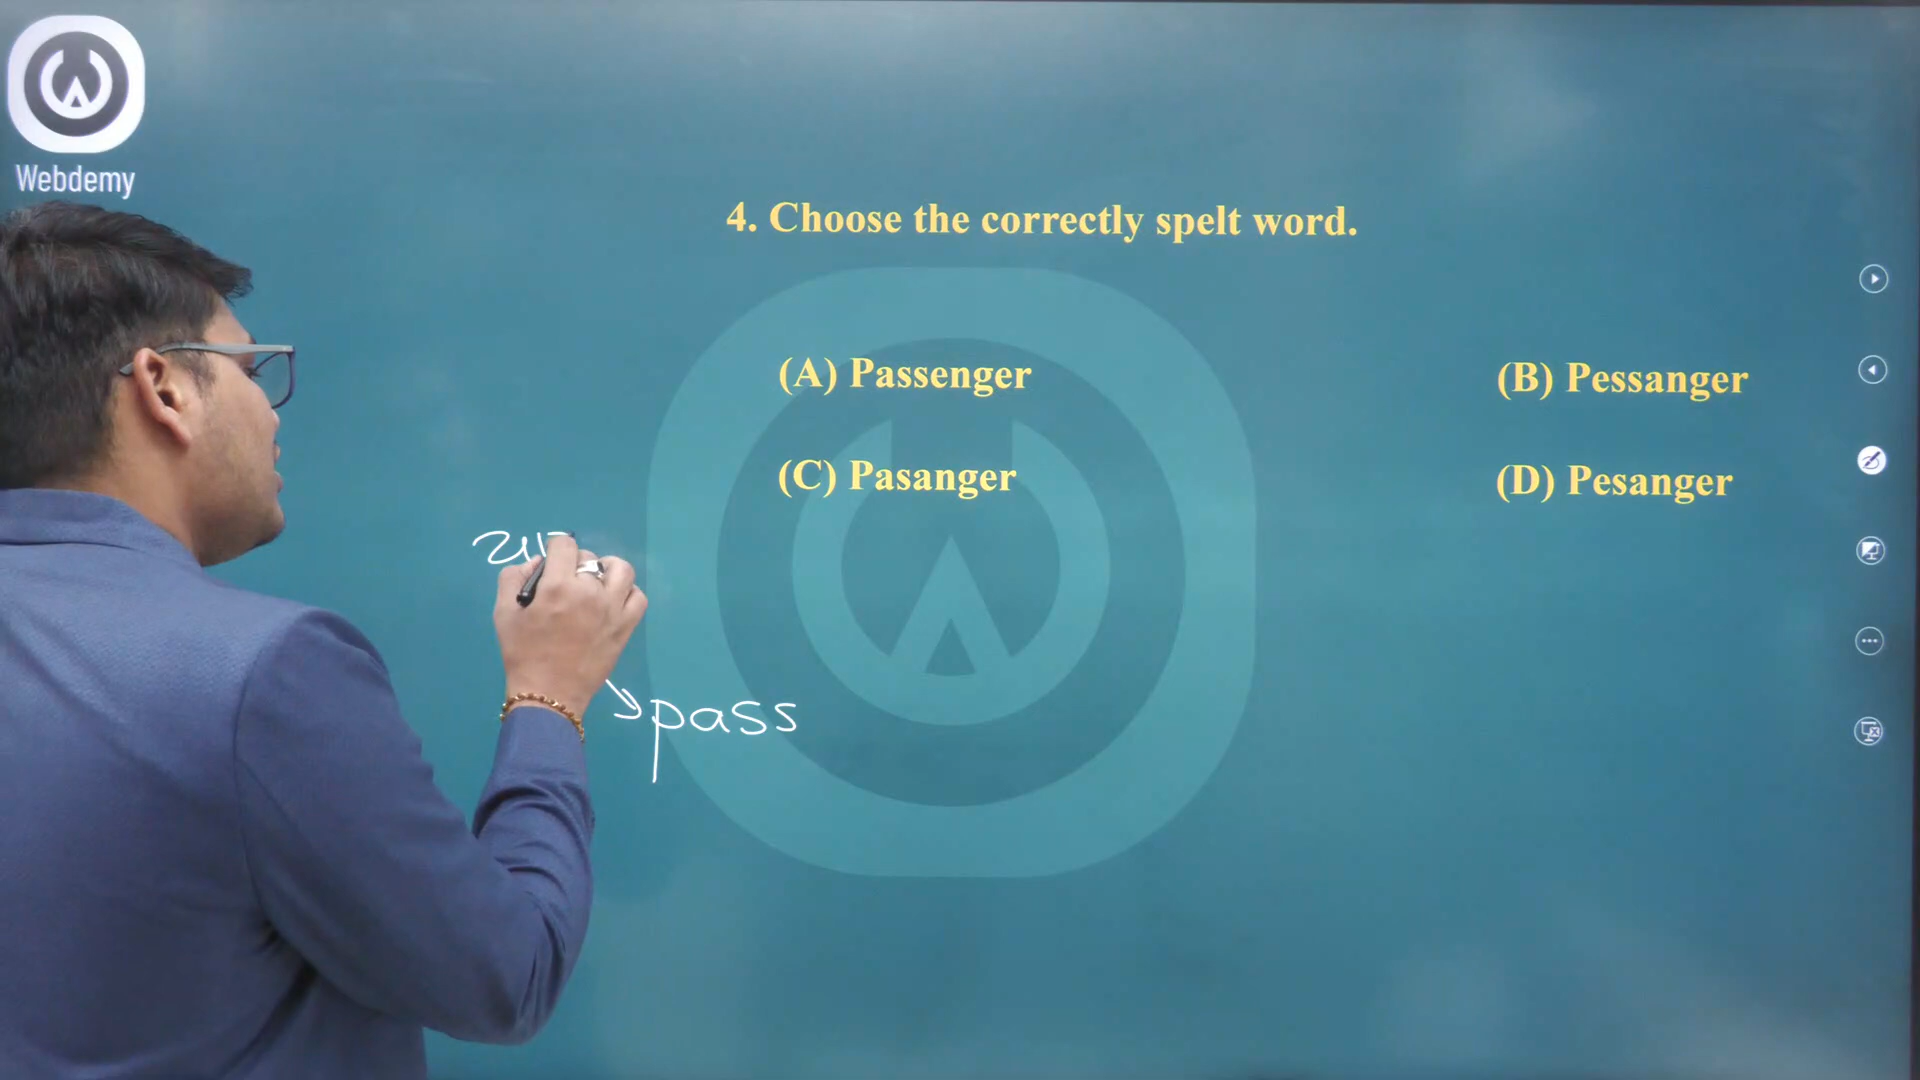 Webdemy
4. Choose the correctly spelt word.
(A) Passenger
(B) Pessanger
(C) Pasanger
(D) Pesanger
pass